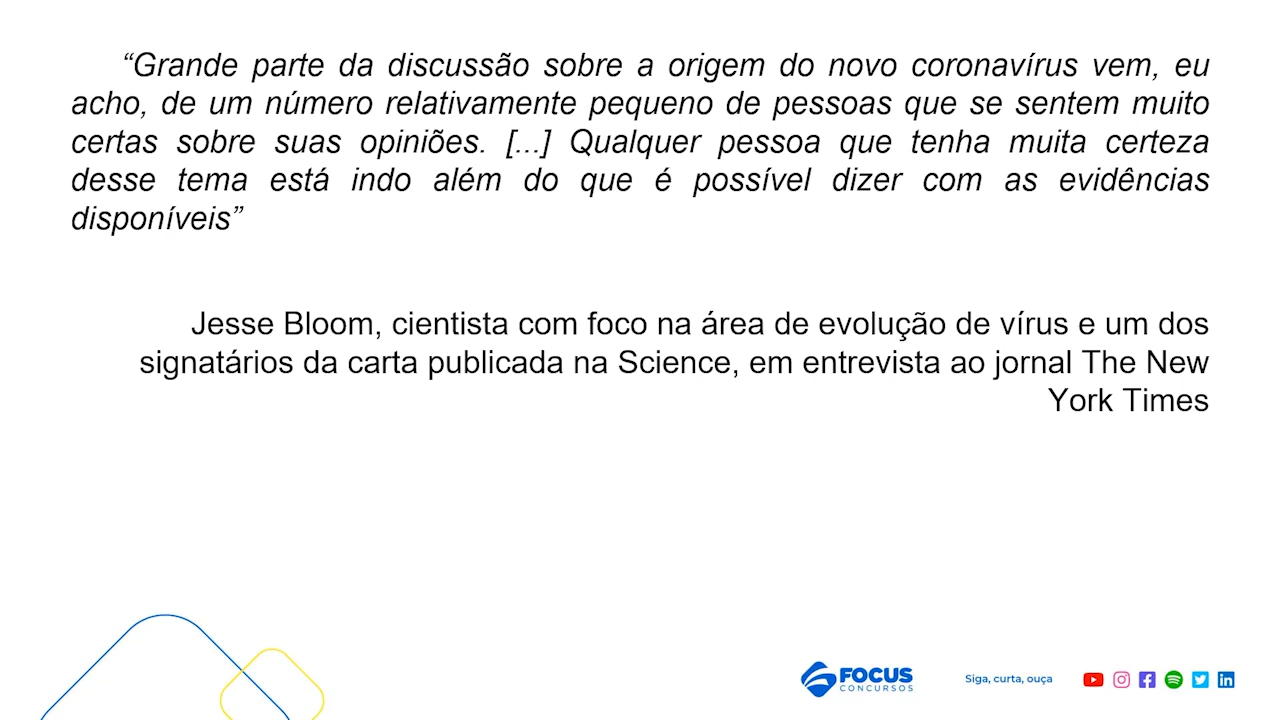 “Grande parte da discussão sobre a origem do novo coronavírus vem, eu
acho, de um número relativamente pequeno de pessoas que se sentem muito
certas sobre suas opiniões. [...] Qualquer pessoa que tenha muita certeza
desse tema está indo além do que é possível dizer com as evidências
disponíveis”
Jesse Bloom, cientista com foco na área de evolução de vírus e um dos
signatários da carta publicada na Science, em entrevista ao jornal The New
York Times
FOCUS
CONCURSOS
Siga, curta, ouça